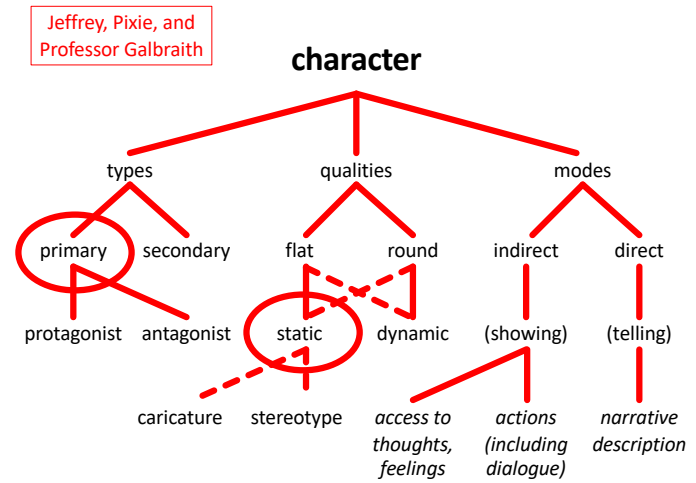 Jeffrey, Pixie, and
Professor Galbraith
character
types
qualities
modes
primary
secondary
flat
round
indirect
direct
protagonist
antagonist
static
dynamic
(showing)
(telling)
caricature
stereotype
access to
thoughts,
feelings
actions
(including
dialogue)
narrative
description